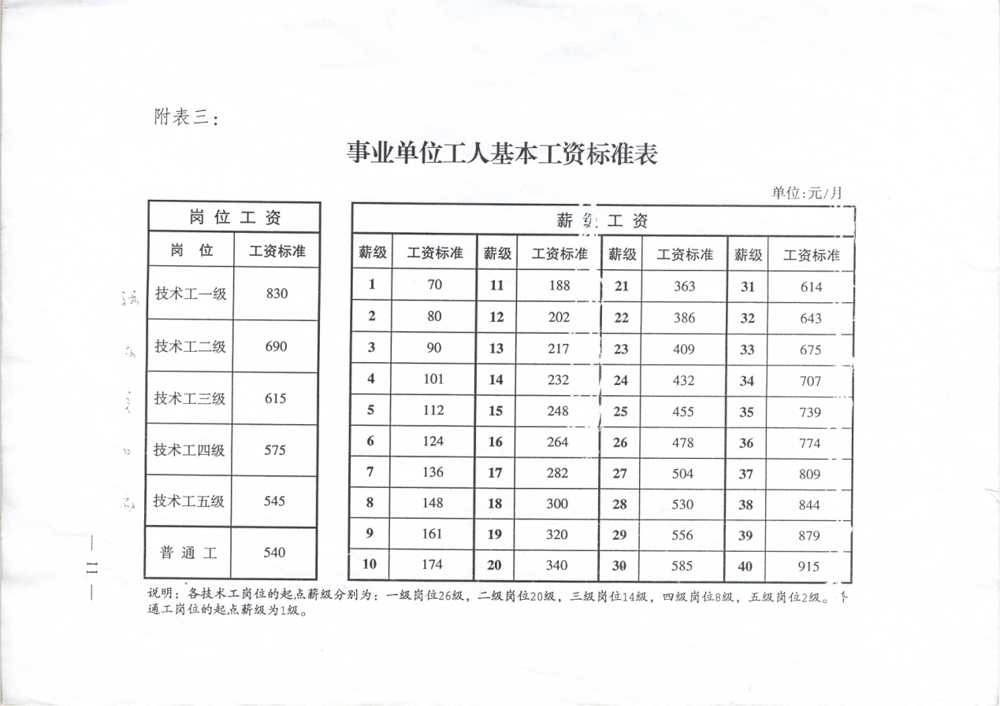 附表三：
事业单位工人基本工资标准表
单位:元/月
岗 位 工 资
岗 位 工资标准
技术工一级 830
技术工二级 690
技术工三级 615
技术工四级 575
技术工五级 545
普 通 工 540
薪 级 工 资
薪级 工资标准 薪级 工资标准 薪级 工资标准 薪级 工资标准
1 70 11 188 21 363 31 614
2 80 12 202 22 386 32 643
3 90 13 217 23 409 33 675
4 101 14 232 24 432 34 707
5 112 15 248 25 455 35 739
6 124 16 264 26 478 36 774
7 136 17 282 27 504 37 809
8 148 18 300 28 530 38 844
9 161 19 320 29 556 39 879
10 174 20 340 30 585 40 915
说明：各技术工岗位的起点薪级分别为：一级岗位26级，二级岗位20级，三级岗位14级，四级岗位8级，五级岗位2级。
通工岗位的起点薪级为1级。
— 11 —